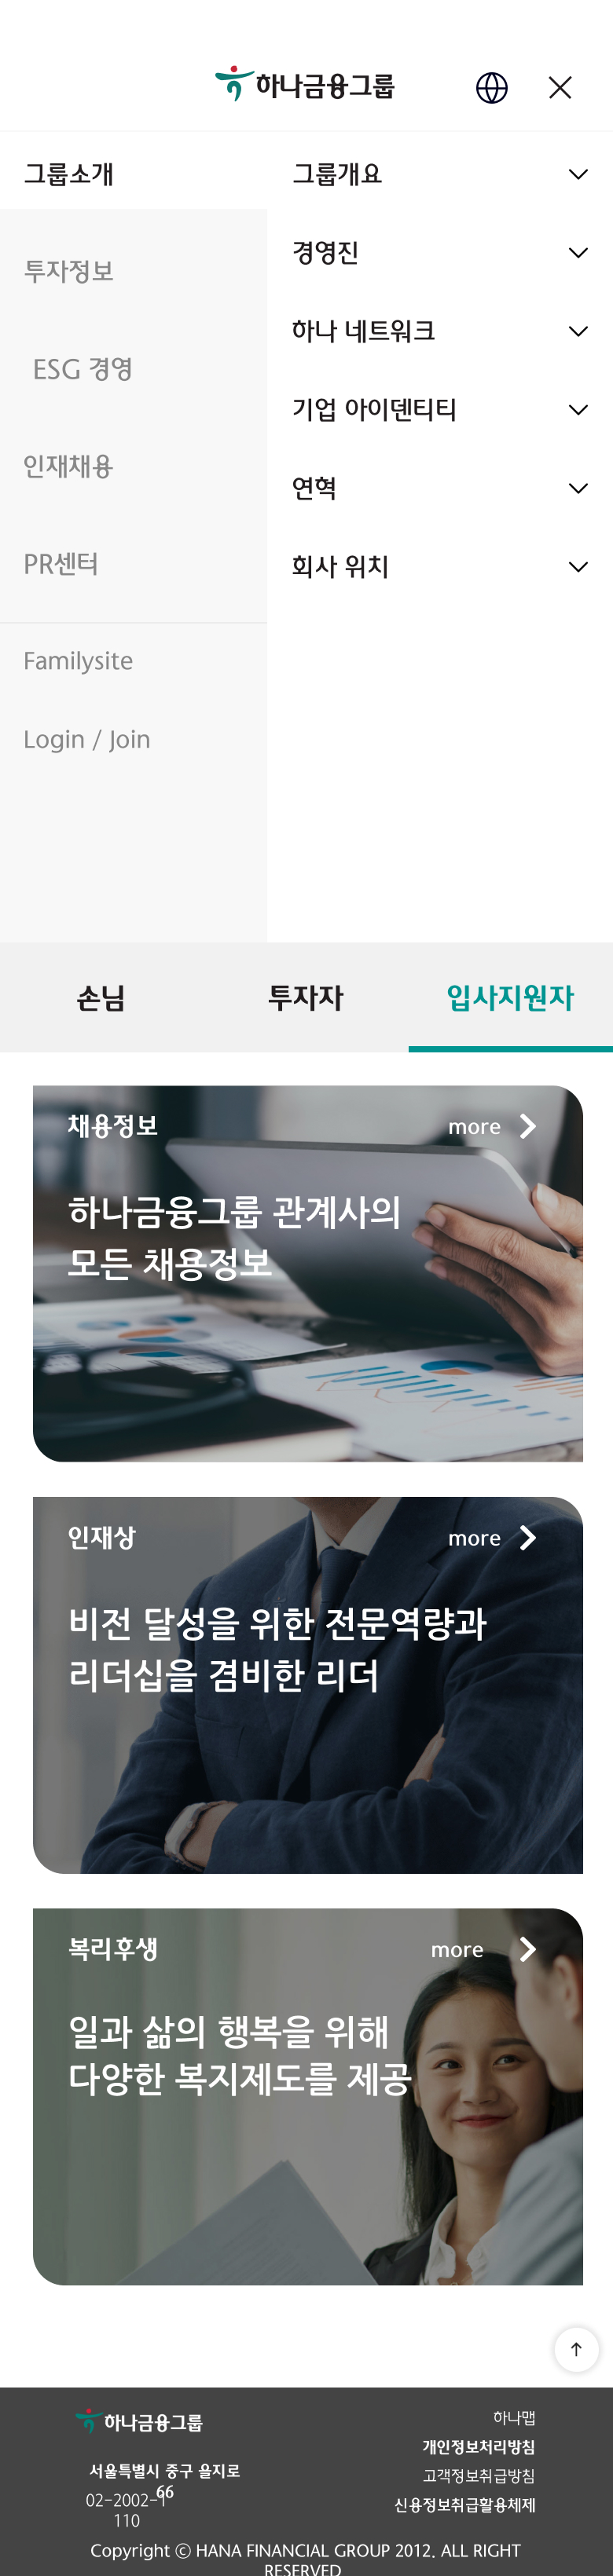 하나금융그룹
그룹소개
그룹개요
투자정보
경영진
ESG 경영
하나 네트워크
인재채용
기업 아이덴티티
PR센터
연혁
회사 위치
Familysite
Login / Join
손님
투자자
입사지원자
채용정보
more
하나금융그룹 관계사의
모든 채용정보
인재상
more
비전 달성을 위한 전문역량과
리더십을 겸비한 리더
복리후생
more
일과 삶의 행복을 위해
다양한 복지제도를 제공
하나금융그룹
하나맵
개인정보처리방침
고객정보취급방침
신용정보취급활용체제
서울특별시 중구 을지로
66
02-2002-1
110
Copyright ⓒ HANA FINANCIAL GROUP 2012. ALL RIGHT
RESERVED